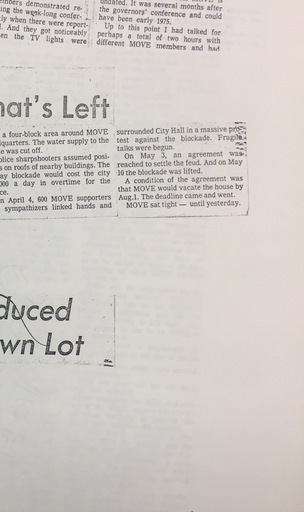 mbers demonstrated re-
ing the week-long confer-
ly when there were report-
. And they got noticeably
en the TV lights were
undated. It was several months after
the governors' conference and could
have been early 1975.
Up to this point I had talked for
perhaps a total of two hours with
different MOVE members and had
hat's Left
a four-block area around MOVE
quarters. The water supply to the
e was cut off.
olice sharpshooters assumed posi-
s on roofs of nearby buildings. The
ay blockade would cost the city
000 a day in overtime for the
ce.
n April 4, 600 MOVE supporters
sympathizers linked hands and
surrounded City Hall in a massive pro-
test against the blockade. Fragile
talks were begun.
On May 3, an agreement was
reached to settle the feud. And on May
10 the blockade was lifted.
A condition of the agreement was
that MOVE would vacate the house by
Aug.1. The deadline came and went.
MOVE sat tight — until yesterday.
duced
wn Lot